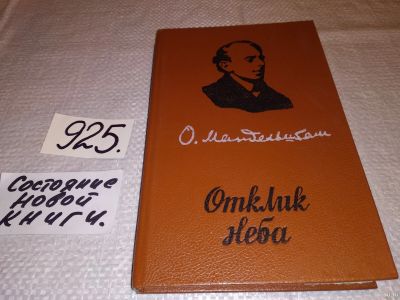 925.
Состояние
новой
книги.
О. Мандельштам
Отклик
неба